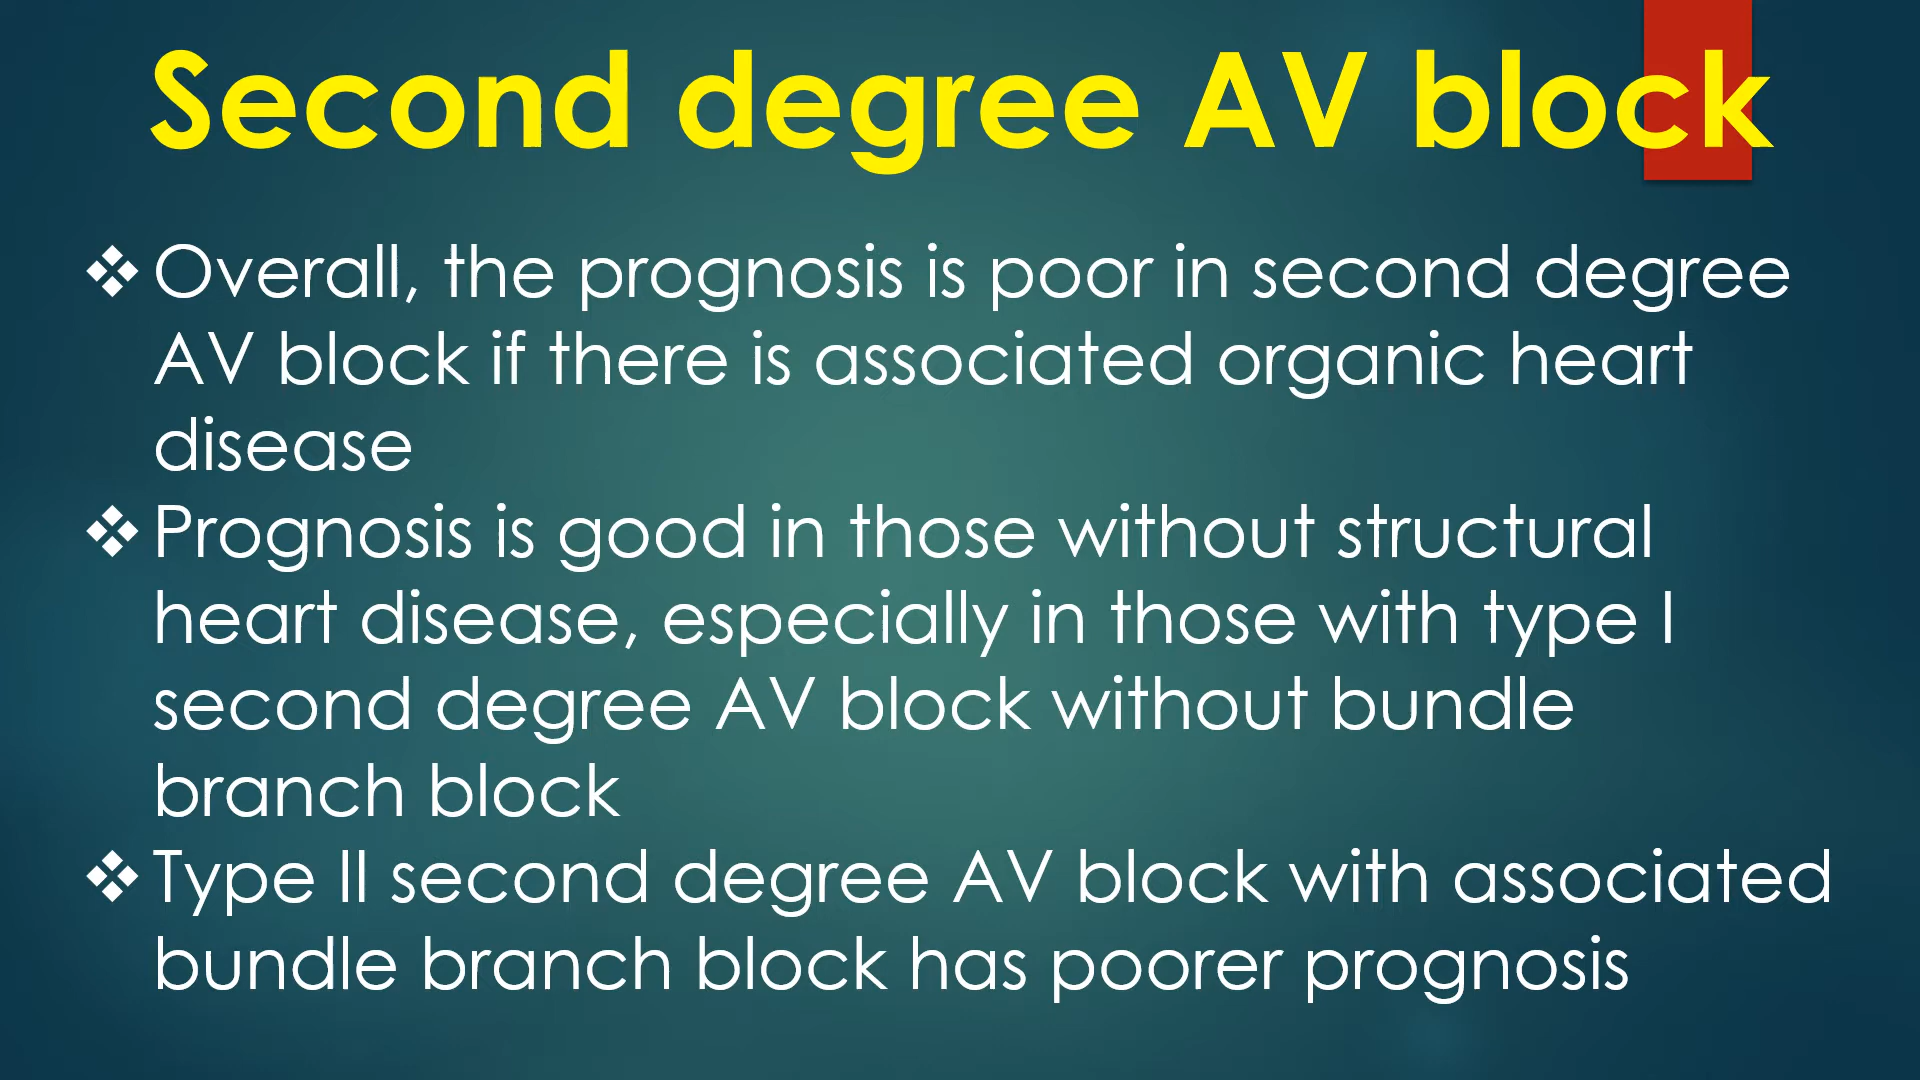 Second degree AV block
❖Overall, the prognosis is poor in second degree
AV block if there is associated organic heart
disease
❖Prognosis is good in those without structural
heart disease, especially in those with type I
second degree AV block without bundle
branch block
❖Type II second degree AV block with associated
bundle branch block has poorer prognosis